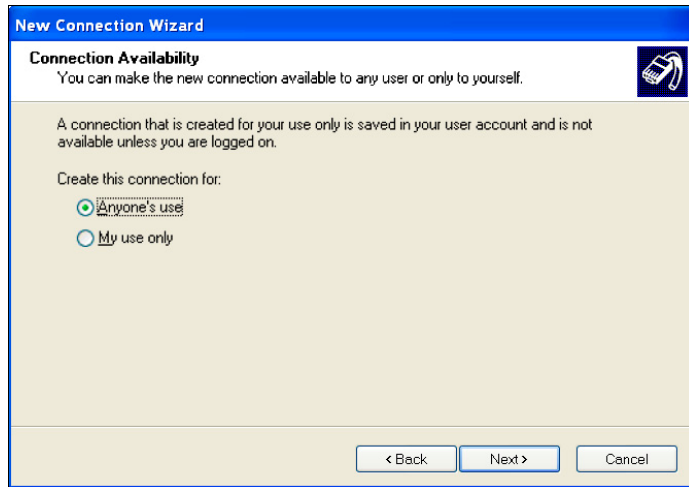 New Connection Wizard
Connection Availability
You can make the new connection available to any user or only to yourself.
A connection that is created for your use only is saved in your user account and is not
available unless you are logged on.
Create this connection for:
Anyone's use
My use only
< Back
Next >
Cancel